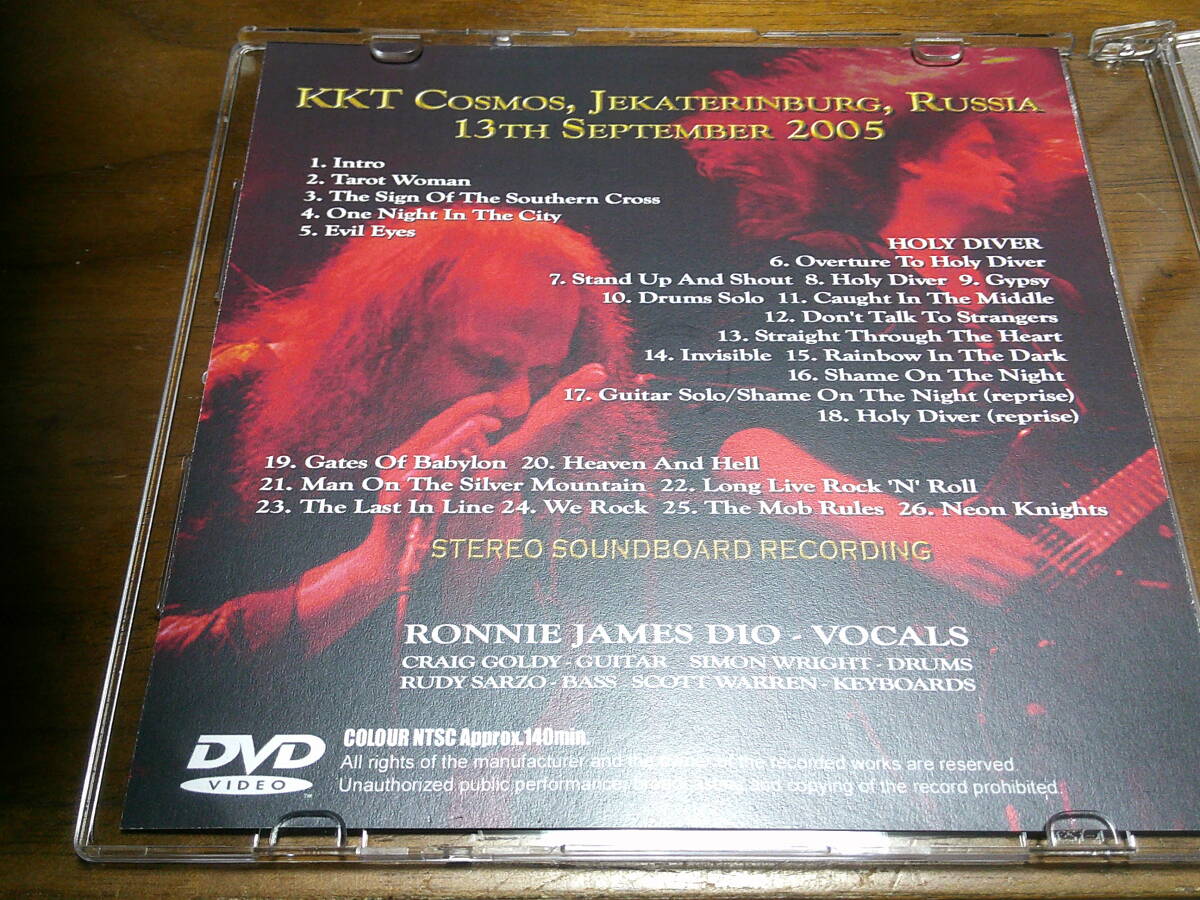 KKT COSMOS, JEKATERINBURG, RUSSIA
13TH SEPTEMBER 2005
1. Intro
2. Tarot Woman
3. The Sign Of The Southern Cross
4. One Night In The City
5. Evil Eyes
HOLY DIVER
6. Overture To Holy Diver
7. Stand Up And Shout 8. Holy Diver 9. Gypsy
10. Drums Solo 11. Caught In The Middle
12. Don't Talk To Strangers
13. Straight Through The Heart
14. Invisible 15. Rainbow In The Dark
16. Shame On The Night
17. Guitar Solo/Shame On The Night (reprise)
18. Holy Diver (reprise)
19. Gates Of Babylon 20. Heaven And Hell
21. Man On The Silver Mountain 22. Long Live Rock 'N' Roll
23. The Last In Line 24. We Rock 25. The Mob Rules 26. Neon Knights
STEREO SOUNDBOARD RECORDING
RONNIE JAMES DIO - VOCALS
CRAIG GOLDY - GUITAR SIMON WRIGHT - DRUMS
RUDY SARZO - BASS SCOTT WARREN - KEYBOARDS
DVD
VIDEO
TM
COLOUR NTSC Approx.140min.
All rights of the manufacturer and the owner of the recorded works are reserved.
Unauthorized public performance, broadcasting and copying of the record prohibited.